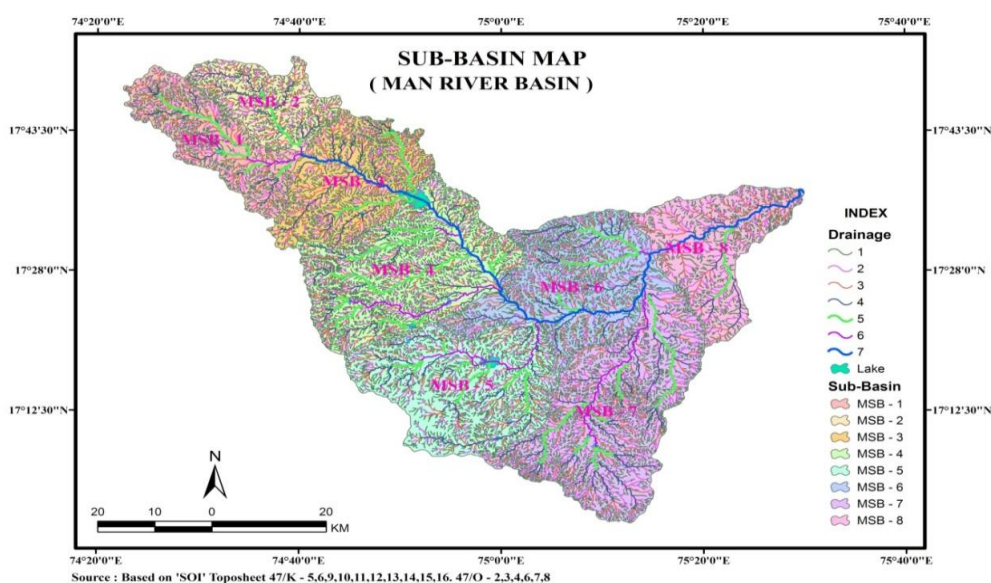 74°20'0"E 74°40'0"E 75°0'0"E 75°20'0"E 75°40'0"E
SUB-BASIN MAP
( MAN RIVER BASIN )
MSB - 2
17°43'30"N 17°43'30"N
MSB - 1
MSB - 3
INDEX
Drainage
MSB - 8
1
2
17°28'0"N MSB - 4 17°28'0"N
3
MSB - 6
4
5
6
7
Lake
MSB - 5
Sub-Basin
MSB - 1
17°12'30"N MSB - 7 17°12'30"N
MSB - 2
MSB - 3
MSB - 4
N
MSB - 5
MSB - 6
MSB - 7
20 10 0 20
MSB - 8
KM
74°20'0"E 74°40'0"E 75°0'0"E 75°20'0"E 75°40'0"E
Source : Based on 'SOI' Toposheet 47/K - 5,6,9,10,11,12,13,14,15,16. 47/O - 2,3,4,6,7,8